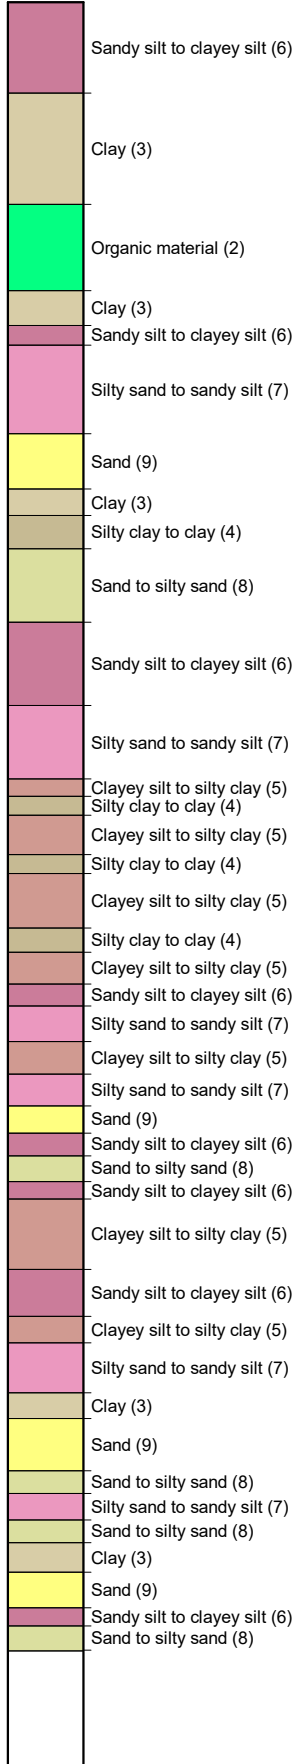 Sandy silt to clayey silt (6)
Clay (3)
Organic material (2)
Clay (3)
Sandy silt to clayey silt (6)
Silty sand to sandy silt (7)
Sand (9)
Clay (3)
Silty clay to clay (4)
Sand to silty sand (8)
Sandy silt to clayey silt (6)
Silty sand to sandy silt (7)
Clayey silt to silty clay (5)
Silty clay to clay (4)
Clayey silt to silty clay (5)
Silty clay to clay (4)
Clayey silt to silty clay (5)
Silty clay to clay (4)
Clayey silt to silty clay (5)
Sandy silt to clayey silt (6)
Silty sand to sandy silt (7)
Clayey silt to silty clay (5)
Silty sand to sandy silt (7)
Sand (9)
Sandy silt to clayey silt (6)
Sand to silty sand (8)
Sandy silt to clayey silt (6)
Clayey silt to silty clay (5)
Sandy silt to clayey silt (6)
Clayey silt to silty clay (5)
Silty sand to sandy silt (7)
Clay (3)
Sand (9)
Sand to silty sand (8)
Silty sand to sandy silt (7)
Sand to silty sand (8)
Clay (3)
Sand (9)
Sandy silt to clayey silt (6)
Sand to silty sand (8)